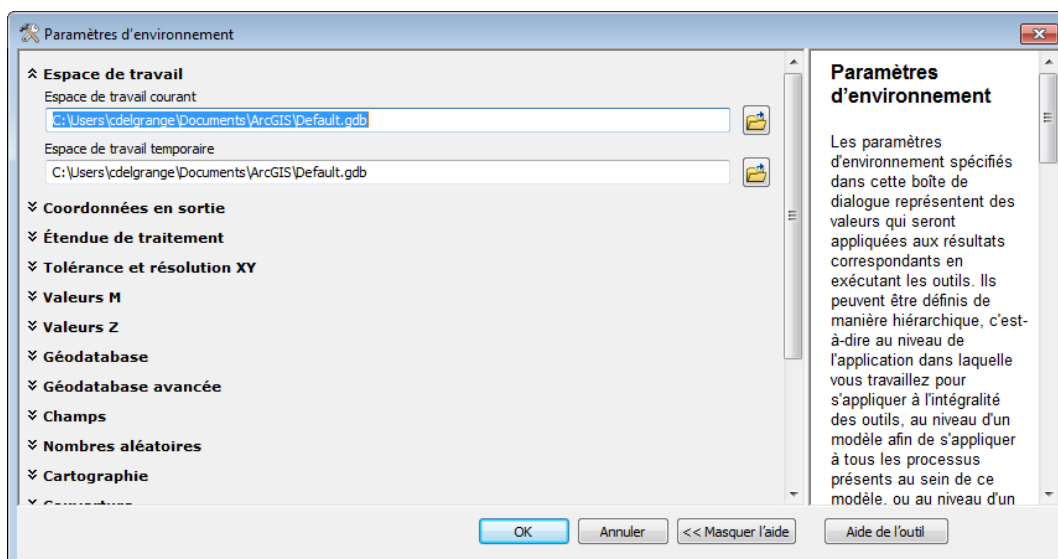 Paramètres d'environnement
Espace de travail
Espace de travail courant
C:\Users\cdelgrange\Documents\ArcGIS\Default.gdb
Espace de travail temporaire
C:\Users\cdelgrange\Documents\ArcGIS\Default.gdb
Coordonnées en sortie
Étendue de traitement
Tolérance et résolution XY
Valeurs M
Valeurs Z
Géodatabase
Géodatabase avancée
Champs
Nombres aléatoires
Cartographie
Paramètres
d'environnement
Les paramètres
d'environnement spécifiés
dans cette boîte de
dialogue représentent des
valeurs qui seront
appliquées aux résultats
correspondants en
exécutant les outils. Ils
peuvent être définis de
manière hiérarchique, c'est-
à-dire au niveau de
l'application dans laquelle
vous travaillez pour
s'appliquer à l'intégralité
des outils, au niveau d'un
modèle afin de s'appliquer
à tous les processus
présents au sein de ce
modèle, ou au niveau d'un
OK
Annuler
<< Masquer l'aide
Aide de l'outil